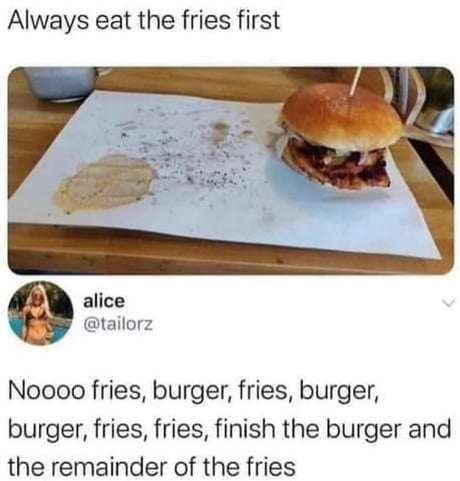 Always eat the fries first
alice
@tailorz
Noooo fries, burger, fries, burger,
burger, fries, fries, finish the burger and
the remainder of the fries